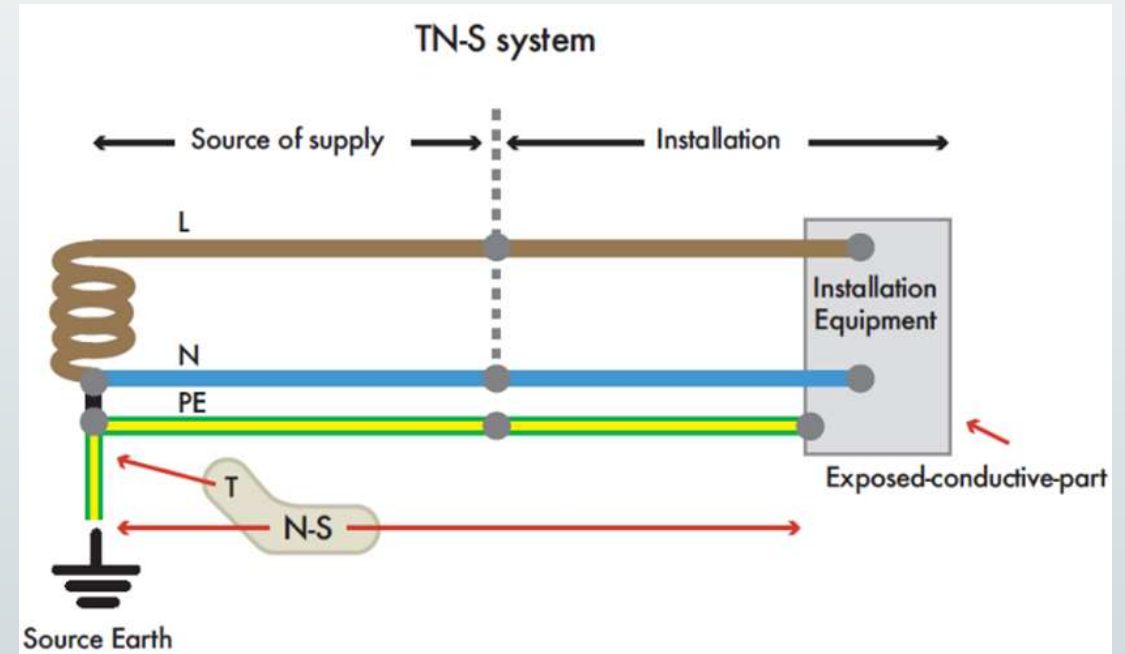 TN-S system
Source of supply
Installation
L
Installation
Equipment
N
PE
T
Exposed-conductive-part
N-S
Source Earth